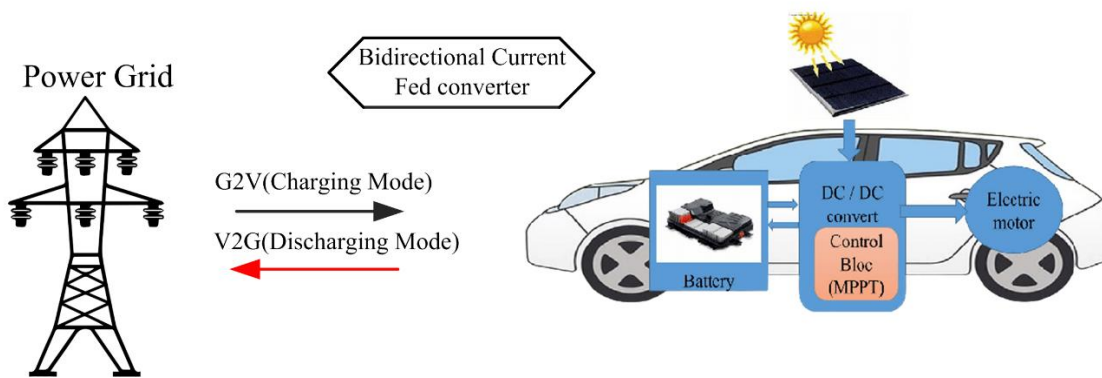 Power Grid
Bidirectional Current
Fed converter
G2V(Charging Mode)
V2G(Discharging Mode)
Battery
DC / DC
convert
Control
Bloc
(MPPT)
Electric
motor